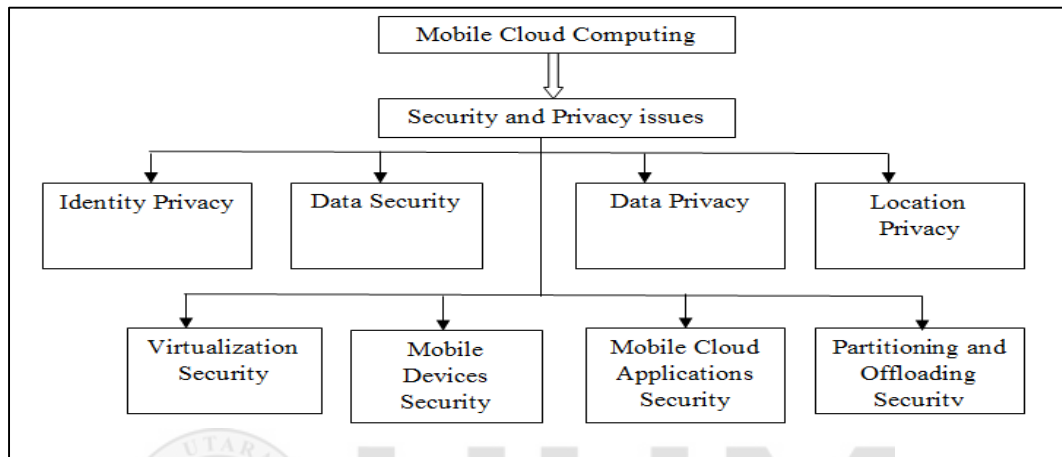 Mobile Cloud Computing
Security and Privacy issues
Identity Privacy
Data Security
Data Privacy
Location
Privacy
Virtualization
Security
Mobile
Devices
Security
Mobile Cloud
Applications
Security
Partitioning and
Offloading
Security
UTARA